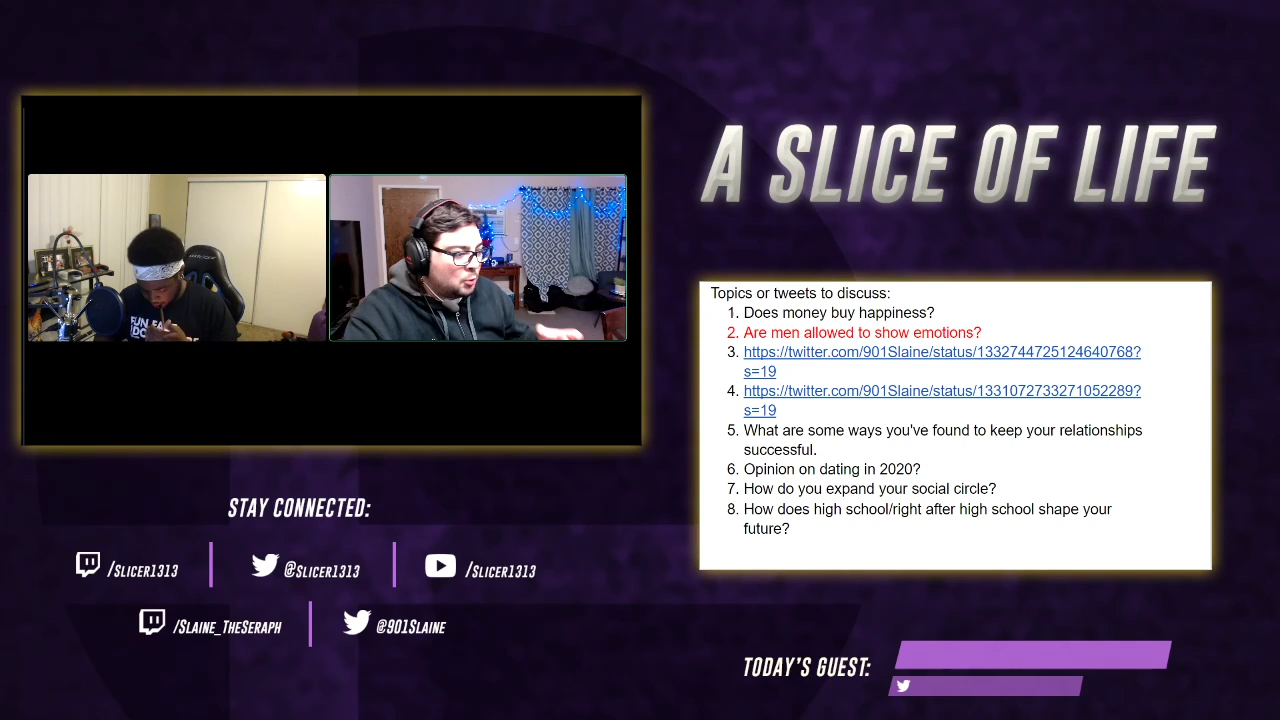 A SLICE OF LIFE
Topics or tweets to discuss:
1. Does money buy happiness?
2. Are men allowed to show emotions?
3. https://twitter.com/901Slaine/status/1332744725124640768?
s=19
4. https://twitter.com/901Slaine/status/1331072733271052289?
s=19
5. What are some ways you've found to keep your relationships
successful.
6. Opinion on dating in 2020?
7. How do you expand your social circle?
8. How does high school/right after high school shape your
future?
STAY CONNECTED:
/SLICER1313
@SLICER1313
/SLICER1313
/SLAINE_THESERAPH
@901SLAINE
TODAY'S GUEST: